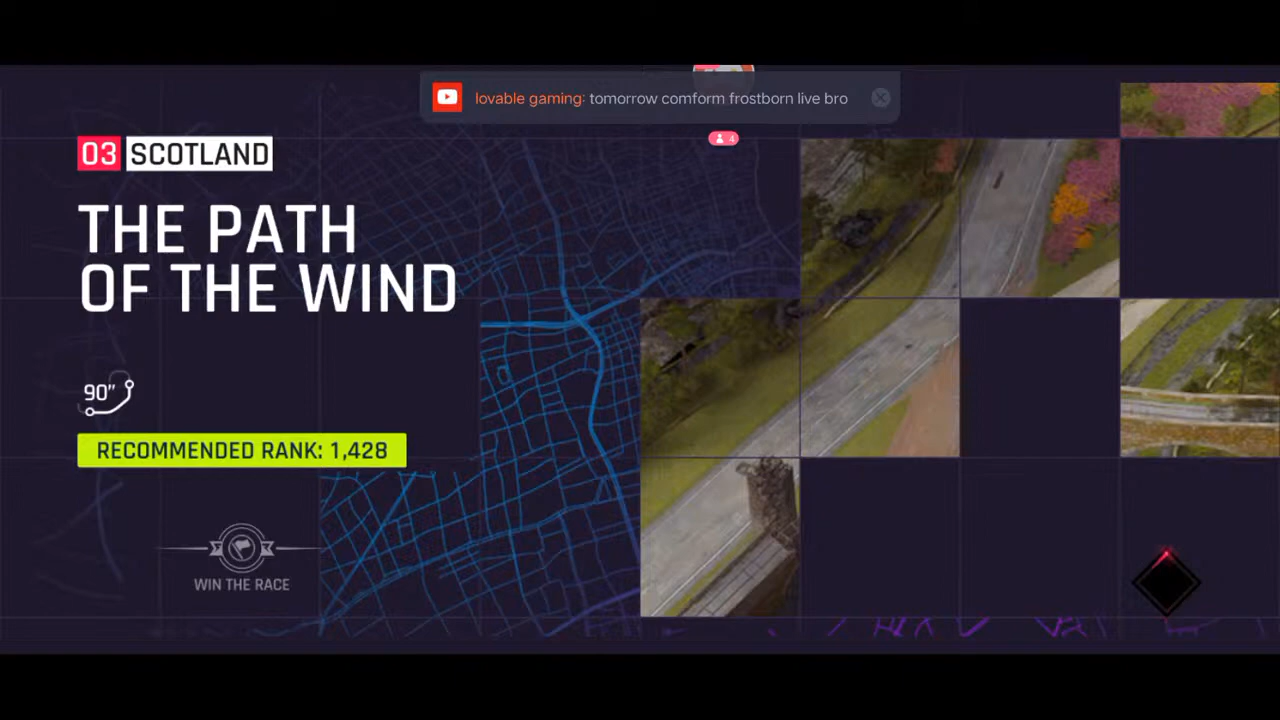 lovable gaming: tomorrow comform frostborn live bro
4
03 SCOTLAND
THE PATH
OF THE WIND
90"
RECOMMENDED RANK: 1,428
WIN THE RACE